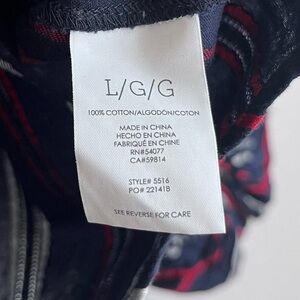 L/G/G
100% COTTON/ALGODÓN/COTON
MADE IN CHINA
HECHO EN CHINA
FABRIQUÉ EN CHINE
RN#54077
CA#59814
STYLE# 5516
PO# 22141B
SEE REVERSE FOR CARE